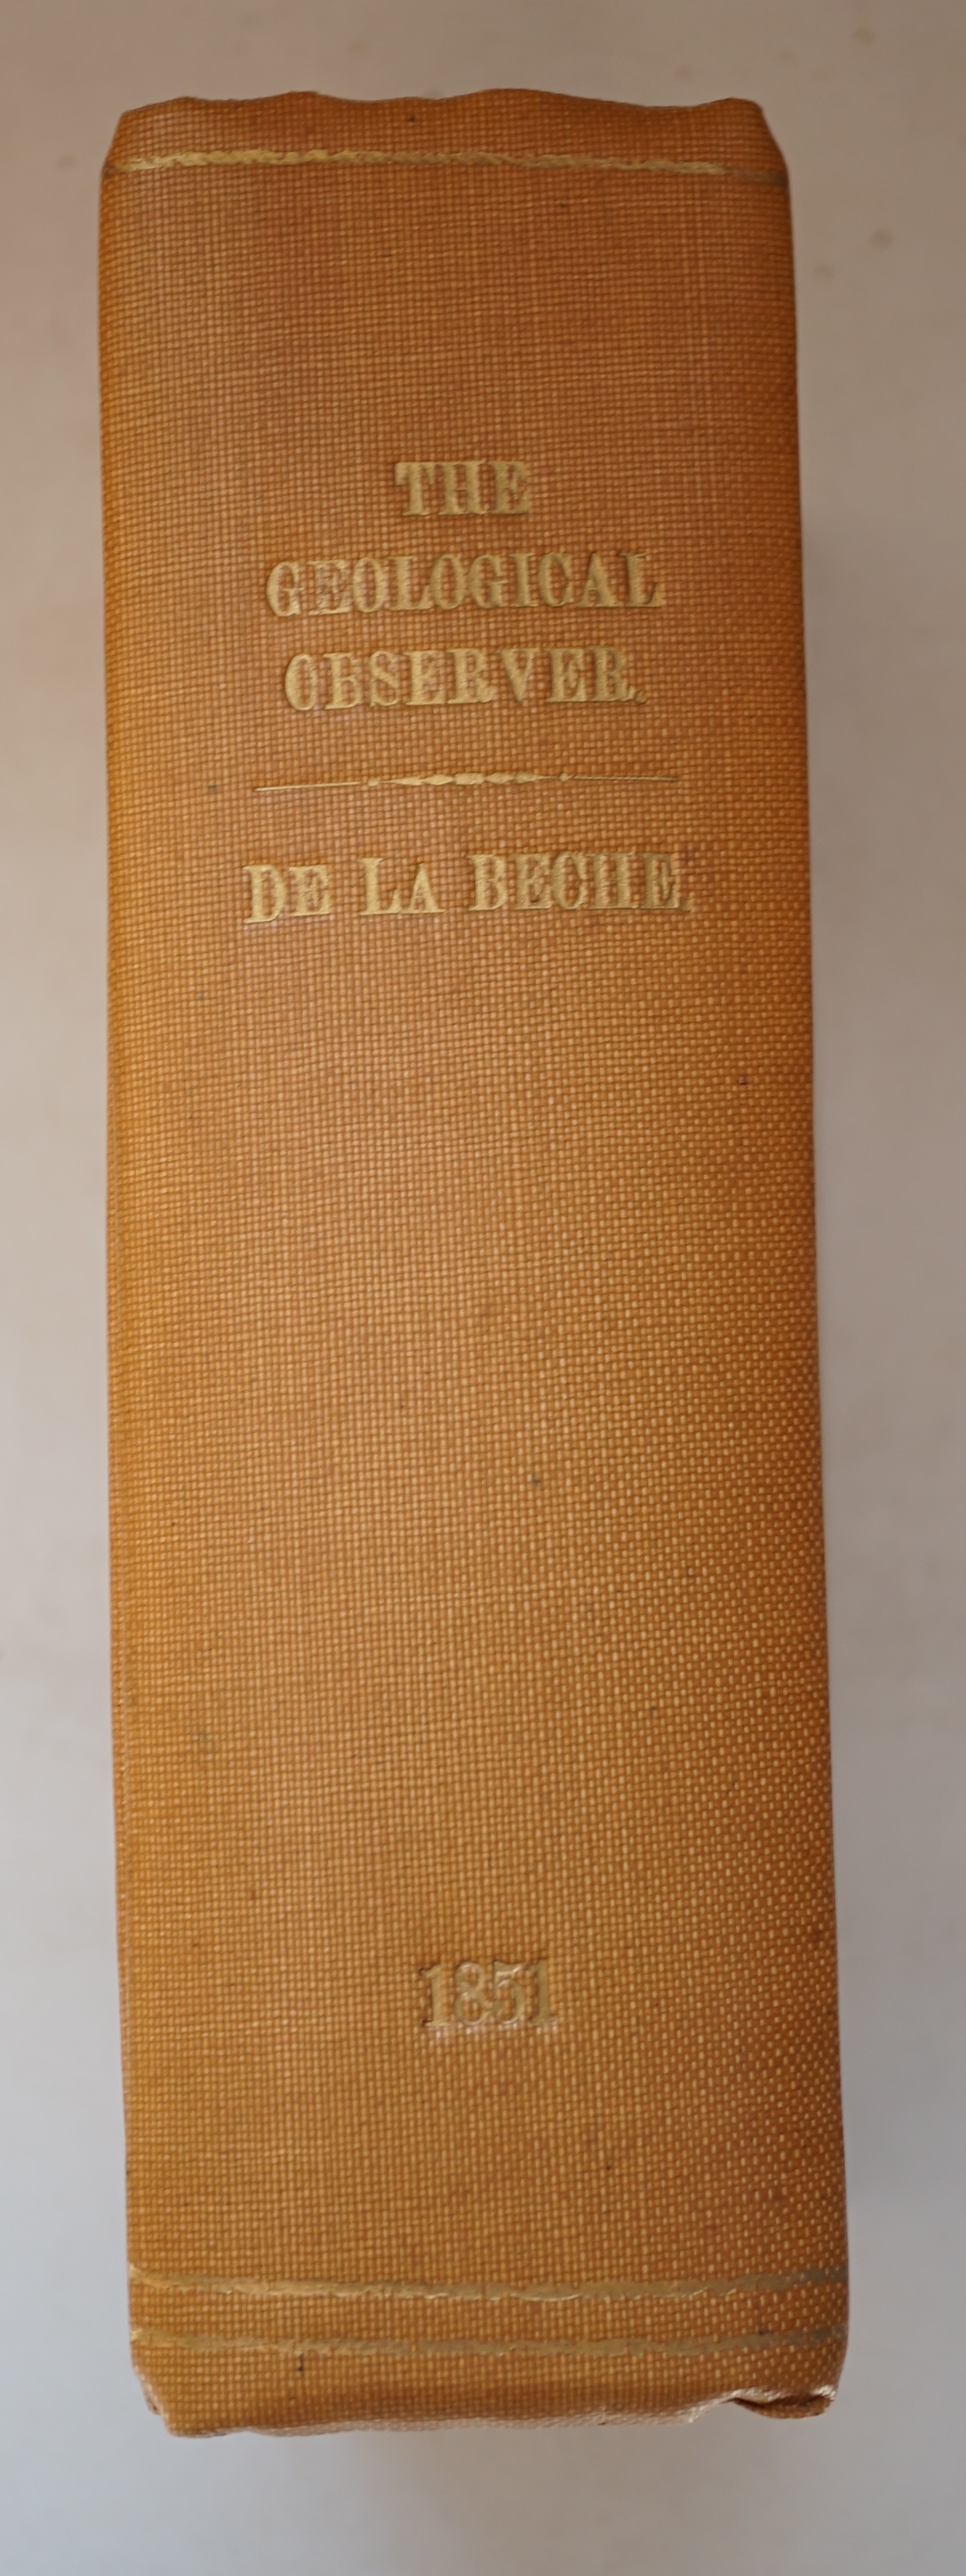 THE
GEOLOGICAL
OBSERVER.
DE LA BECHE.
1851